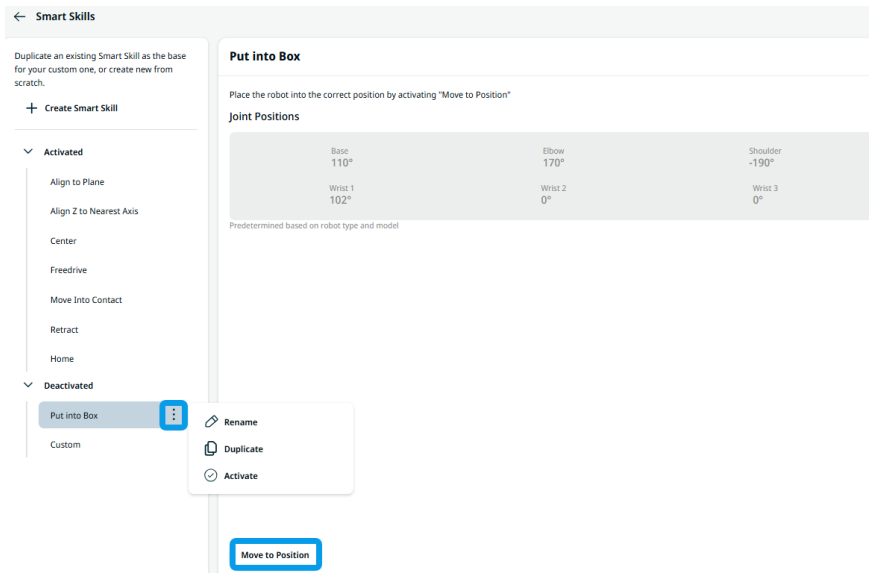 Smart Skills
Duplicate an existing Smart Skill as the base
for your custom one, or create new from
scratch.
Create Smart Skill
Activated
Align to Plane
Align Z to Nearest Axis
Center
Freedrive
Move Into Contact
Retract
Home
Deactivated
Put into Box
Custom
Rename
Duplicate
Activate
Put into Box
Place the robot into the correct position by activating "Move to Position"
Joint Positions
Base Elbow Shoulder
110° 170° -190°
Wrist 1 Wrist 2 Wrist 3
102° 0° 0°
Predetermined based on robot type and model
Move to Position